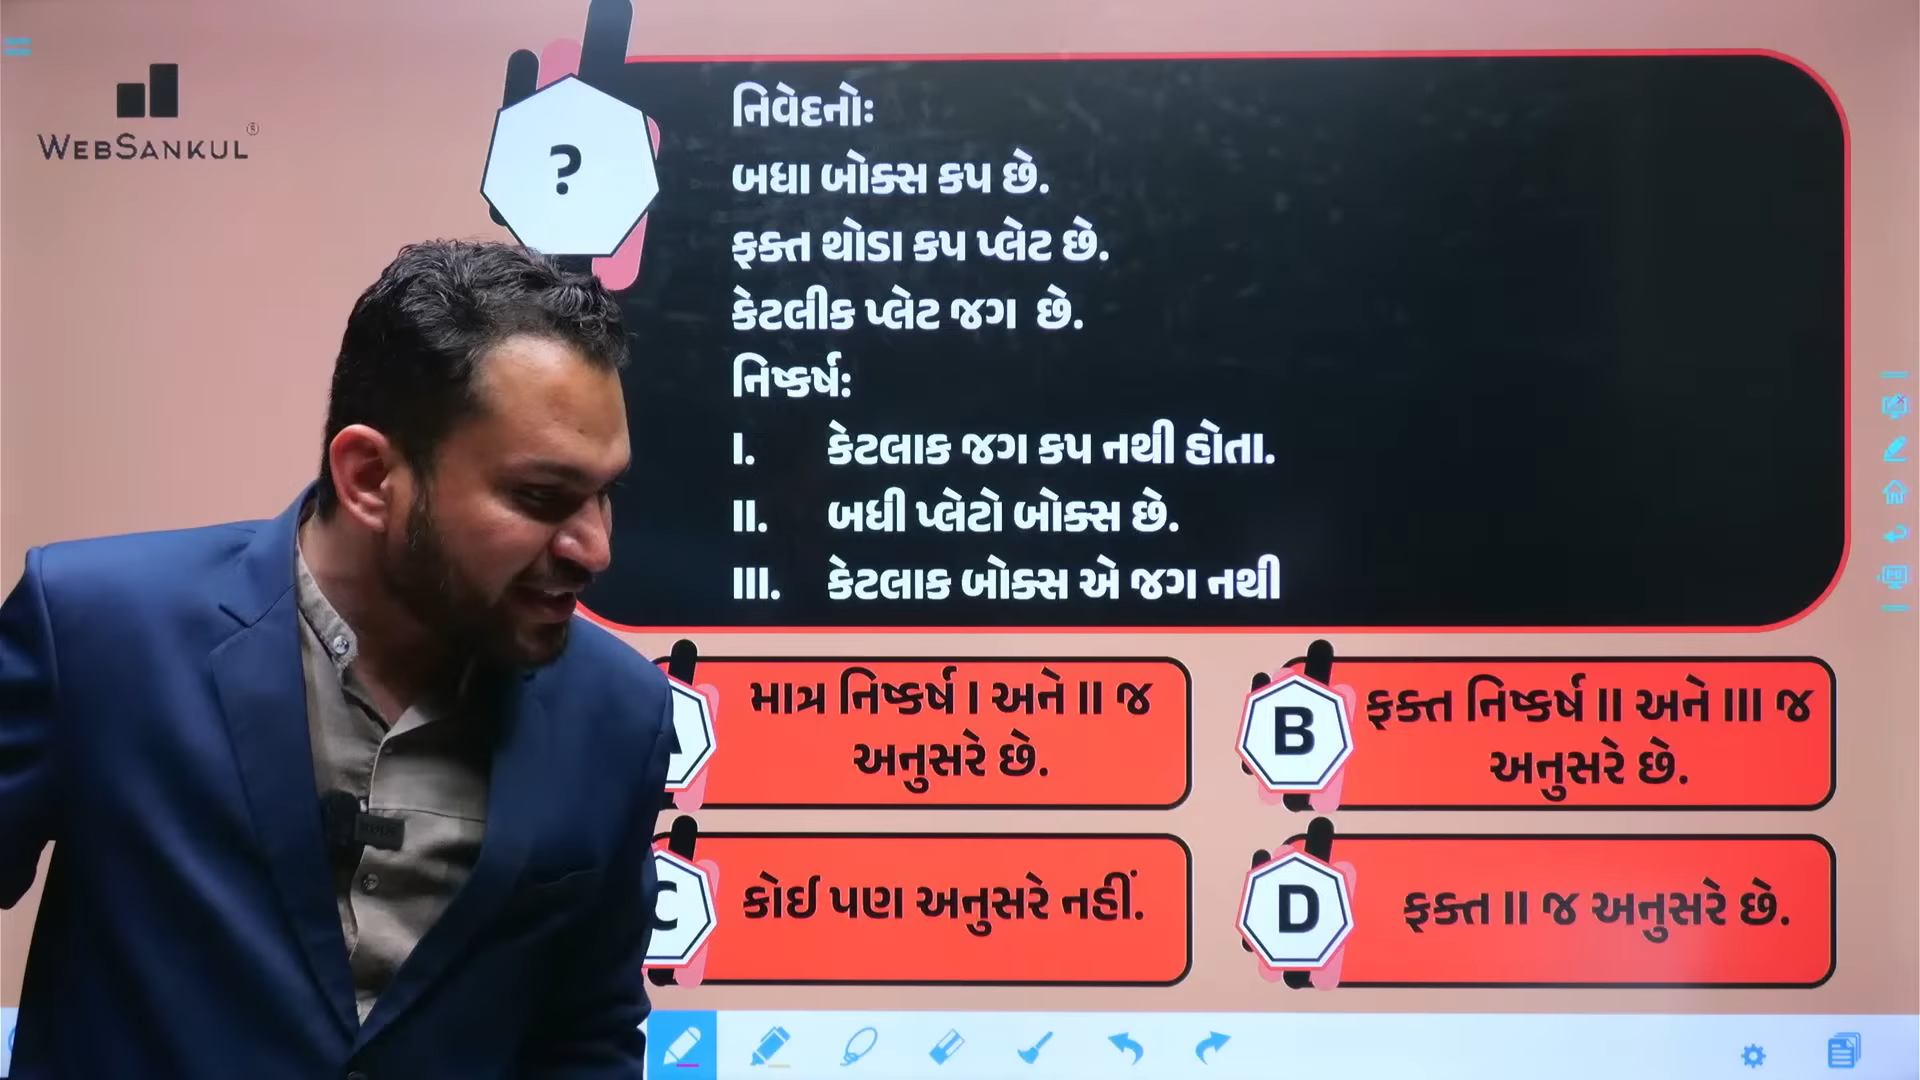 WEBSANKUL®
?
નિવેદનોઃ
બધા બોક્સ કપ છે.
ફક્ત થોડા કપ પ્લેટ છે.
કેટલીક પ્લેટ જગ છે.
નિષ્કર્ષઃ
I. કેટલાક જગ કપ નથી હોતા.
II. બધી પ્લેટો બોક્સ છે.
III. કેટલાક બોક્સ એ જગ નથી
A
માત્ર નિષ્કર્ષ I અને II જ
અનુસરે છે.
B
ફક્ત નિષ્કર્ષ II અને III જ
અનુસરે છે.
C
કોઈ પણ અનુસરે નહીં.
D
ફક્ત II જ અનુસરે છે.